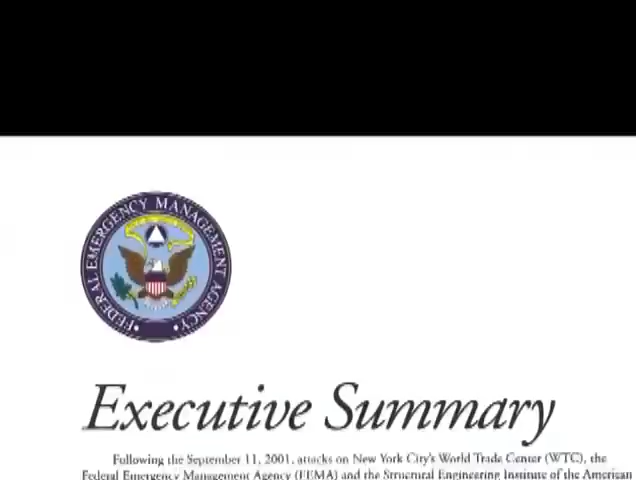 FEDERAL EMERGENCY MANAGEMENT AGENCY
Executive Summary
Following the September 11, 2001, attacks on New York City's World Trade Center (WTC), the
Federal Emergency Management Agency (FEMA) and the Structural Engineering Institute of the American